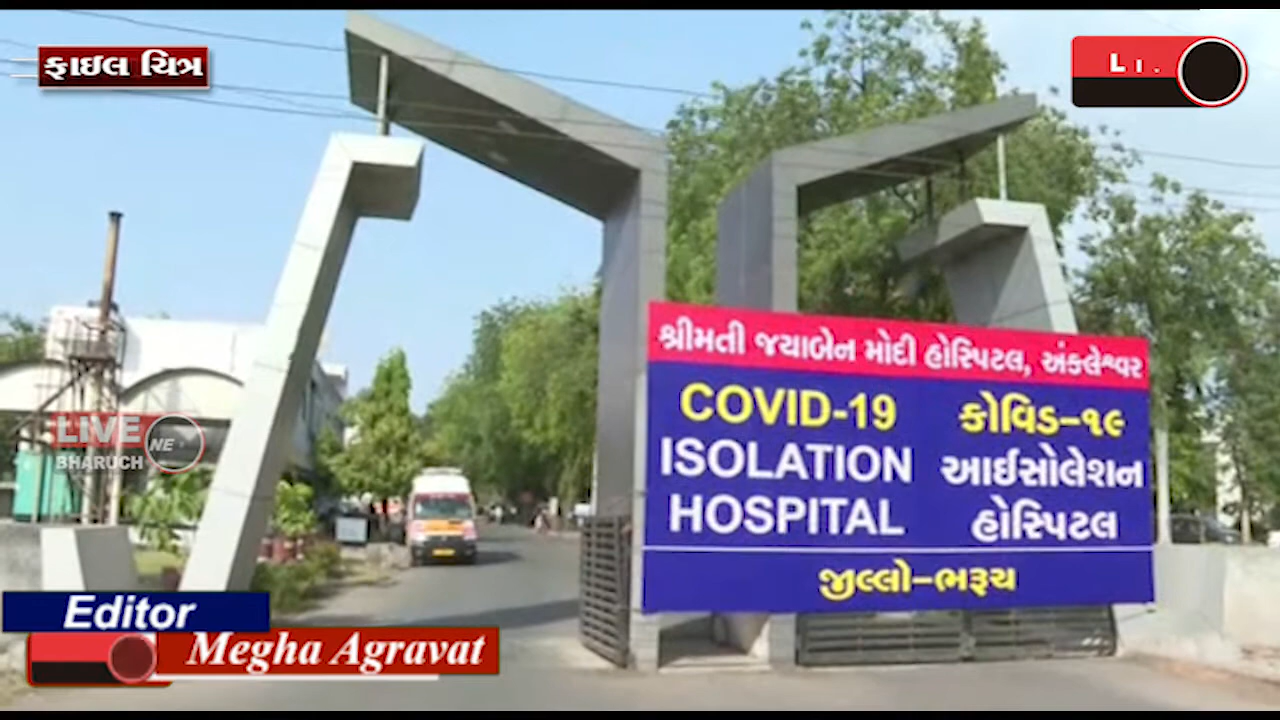 ફાઇલ ચિત્ર
શ્રીમતી જયાબેન મોદી હોસ્પિટલ, અંકલેશ્વર
COVID-19
ISOLATION
HOSPITAL
કોવિડ-૧૯
આઈસોલેશન
હોસ્પિટલ
જીલ્લો-ભરૂચ
LIVE
NE
BHARUCH
Editor
Megha Agravat